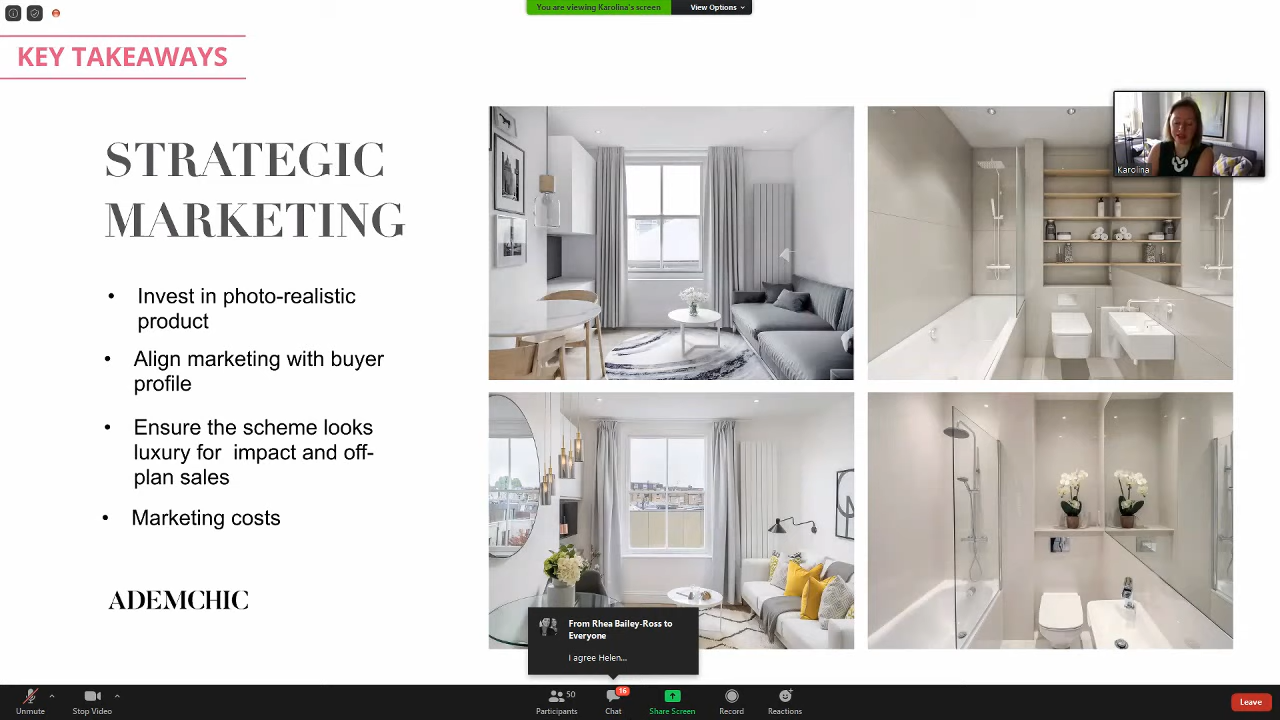 You are viewing Karolina's screen
View Options
KEY TAKEAWAYS
Karolina
STRATEGIC
MARKETING
• Invest in photo-realistic
product
• Align marketing with buyer
profile
• Ensure the scheme looks
luxury for impact and off-
plan sales
• Marketing costs
ADEMCHIC
From Rhea Bailey-Ross to
Everyone
I agree Helen...
Unmute
Stop Video
50
Participants
16
Chat
Share Screen
Record
Reactions
Leave